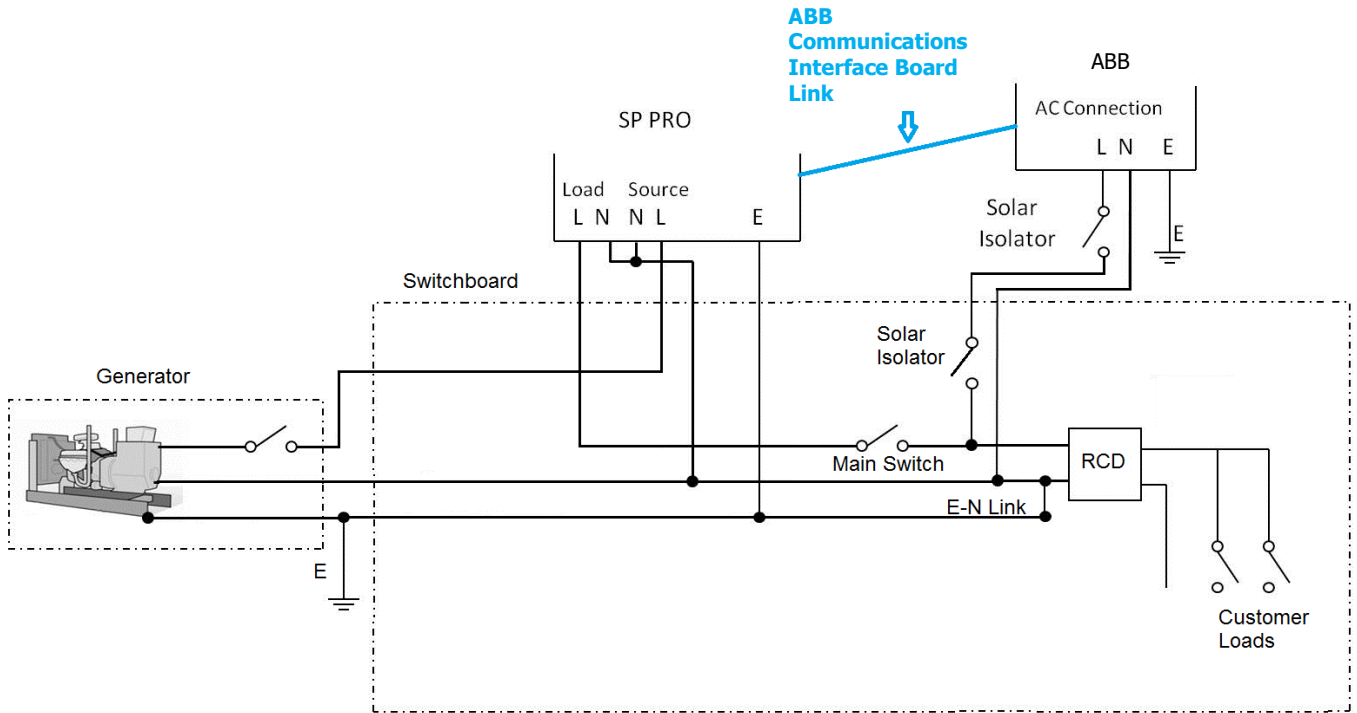 ABB
Communications
Interface Board
Link
ABB
AC Connection
L N E
SP PRO
Load Source
L N N L E
Solar
Isolator
E
Switchboard
Solar
Isolator
Generator
Main Switch
RCD
E-N Link
E
Customer
Loads